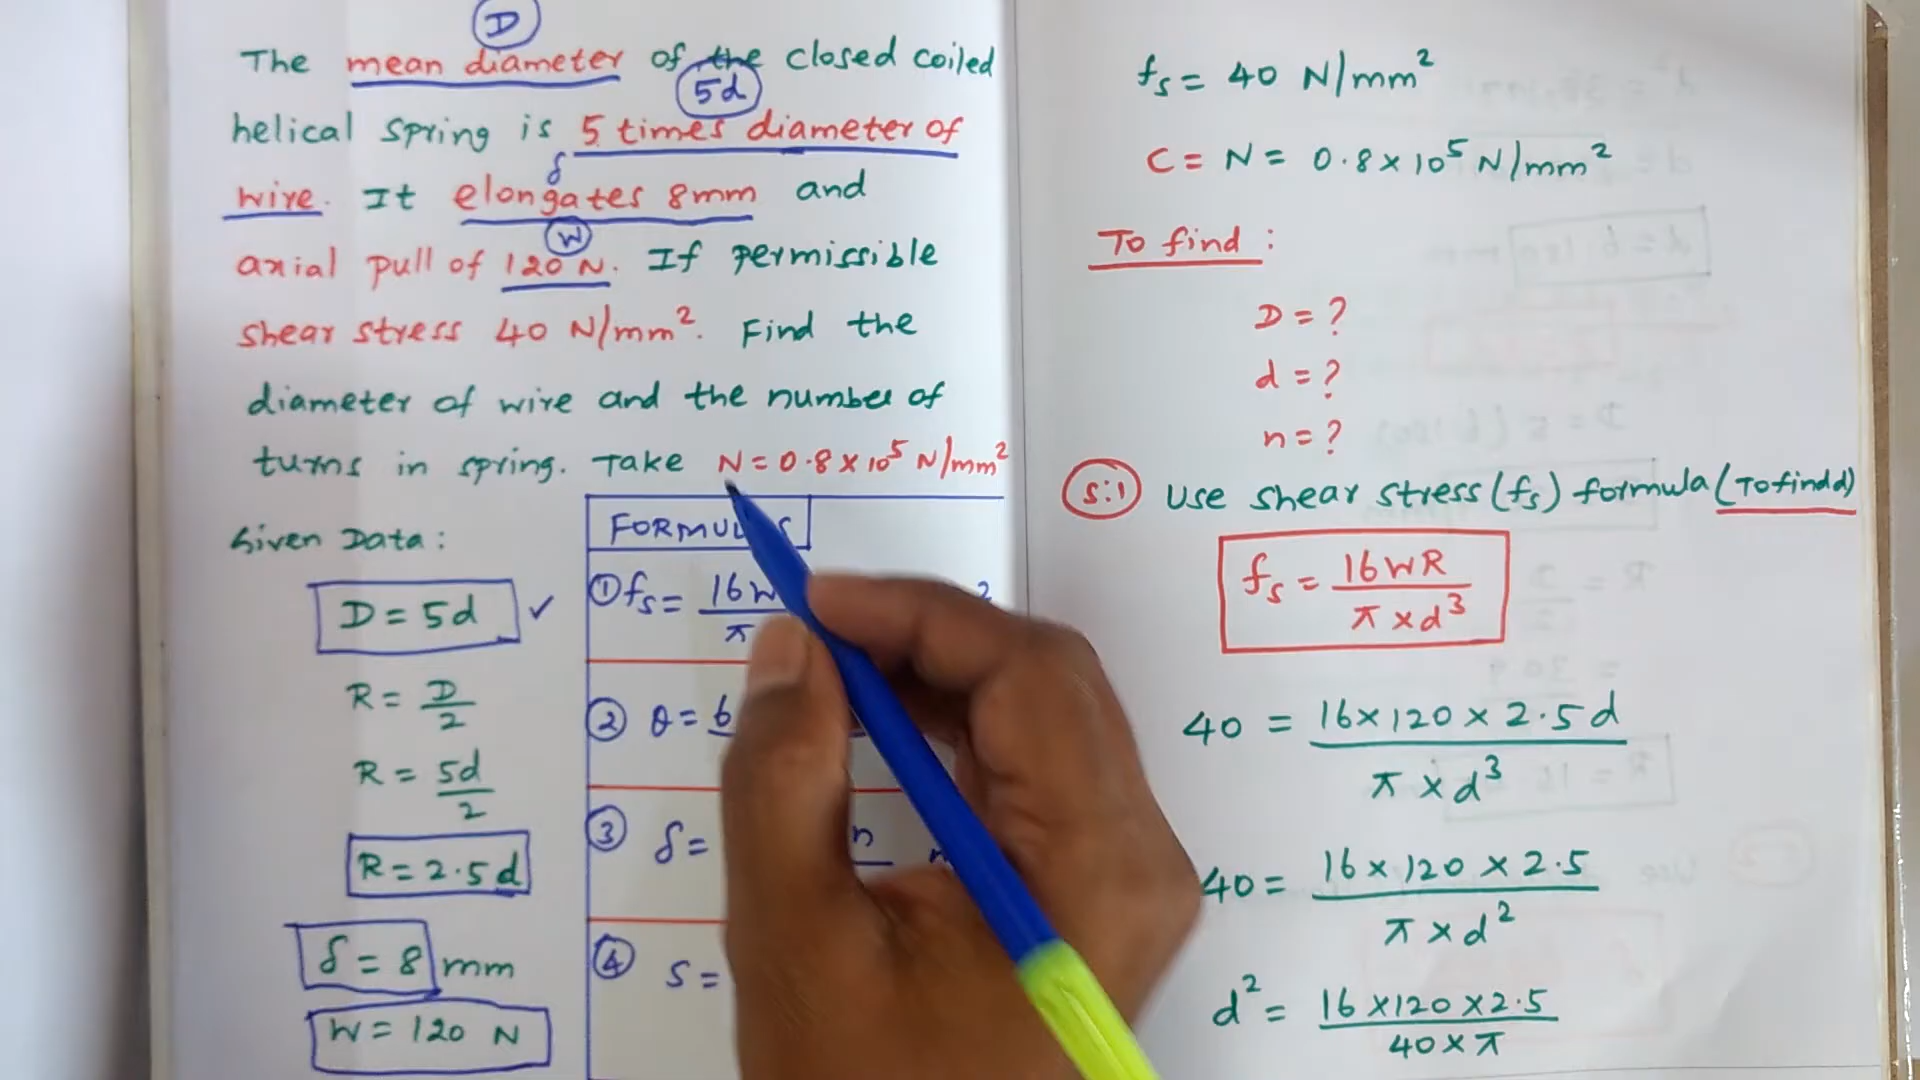 D
The mean diameter of the closed coiled
5d
helical spring is 5 times diameter of
δ
wire. It elongates 8mm and
W
axial pull of 120 N. If permissible
shear stress 40 N/mm². Find the
diameter of wire and the number of
turns in spring. Take N = 0.8 × 10⁵ N/mm²
Given Data:
D = 5d ✓
R = D/2
R = 5d/2
R = 2.5d
δ = 8 mm
W = 120 N
① fs = 16W
π
② θ =
③ δ = n
④ S =
fs = 40 N/mm²
C = N = 0.8 × 10⁵ N/mm²
To find :
D = ?
d = ?
n = ?
S:1 Use shear stress (fs) formula (To find d)
fs = 16WR / π × d³
40 = 16 × 120 × 2.5d / π × d³
40 = 16 × 120 × 2.5 / π × d²
d² = 16 × 120 × 2.5 / 40 × π